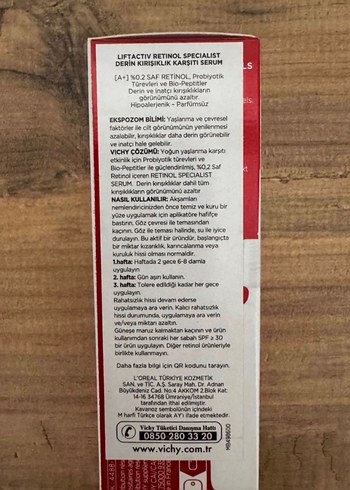 LIFTACTIV RETINOL SPECIALIST
DERİN KIRIŞIKLIK KARŞITI SERUM
[A+] %0,2 SAF RETİNOL, Probiyotik
Türevleri ve Bio-Peptitler
Derin ve inatçı kırışıklıkların
görünümünü azaltır.
Hipoalerjenik – Parfümsüz
EKSPOZOM BİLİMİ: Yaşlanma ve çevresel
faktörler ile cilt görünümünün yenilenmesi
azalabilir, kırışıklıklar daha derin görünebilir
ve inatçı hale gelebilir.
VICHY ÇÖZÜMÜ: Yoğun yaşlanma karşıtı
etkinlik için Probiyotik türevleri ve
Bio-Peptitler ile güçlendirilmiş, %0,2 Saf
Retinol içeren RETINOL SPECIALIST
SERUM. Derin kırışıklıklar dahil tüm
kırışıklıkların görünümünü azaltır
NASIL KULLANILIR: Akşamları
nemlendiricinizden önce temiz ve kuru bir
yüze uygulamak için aplikatöre hafifçe
bastırın. Göz çevresi ile temasından
kaçının. Göz ile teması halinde, su ile iyice
durulayın. Bu aktif bir üründür, başlangıçta
bir miktar kızarıklık, karıncalanma veya
kuruluk hissi olması normaldir.
1.hafta: Haftada 2 gece 6-8 damla
uygulayın
2. hafta: Gün aşırı kullanın.
3. hafta: Tolere edildiği kadar her gece
uygulayın.
Rahatsızlık hissi devam ederse
uygulamaya ara verin. Kalıcı rahatsızlık
hissi durumunda, uygulamaya ara verin
ve/veya miktarı azaltın.
Güneşe maruz kalmaktan kaçının ve ürün
kullanımından sonraki her sabah SPF ≥ 30
bir ürün uygulayın. Diğer retinol ürünleriyle
birlikte kullanmayın.
Daha fazla bilgi için QR kodunu tarayın.
L'OREAL TÜRKİYE KOZMETİK
SAN. ve TİC. A.Ş. Saray Mah. Dr. Adnan
Büyükdeniz Cad. No:4 AKKOM 2.Blok Kat:
14-16 34768 Ümraniye/İstanbul
tarafından ithal edilmiştir.
Kavanoz sembolünün içindeki
M harfi Türkçe olarak AY'ı ifade etmektedir.
Vichy Tüketici Danışma Hattı
0850 280 33 20
www.vichy.com.tr